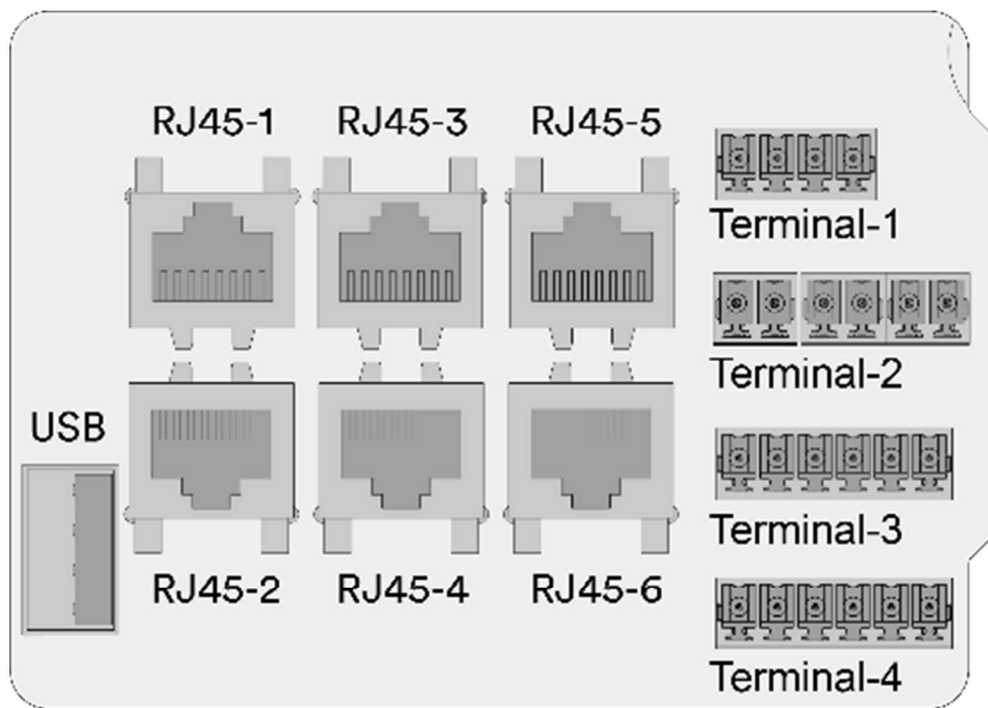 RJ45-1 RJ45-3 RJ45-5
Terminal-1
Terminal-2
USB
Terminal-3
RJ45-2 RJ45-4 RJ45-6
Terminal-4